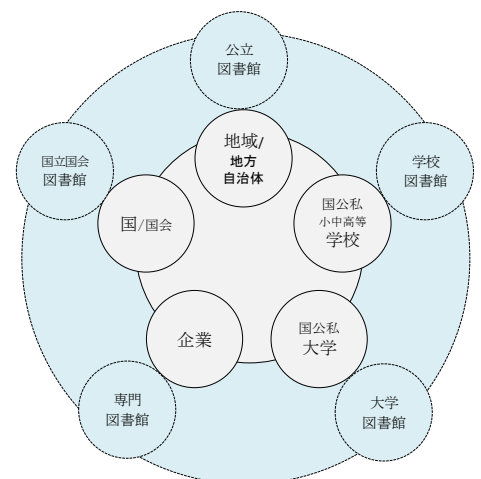 公立
図書館
地域/
地方
自治体
国立国会
図書館
学校
図書館
国/国会
国公私
小中高等
学校
企業
国公私
大学
専門
図書館
大学
図書館